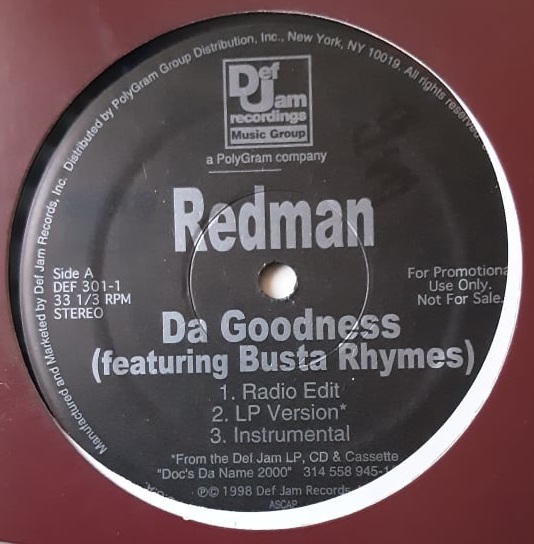 Manufactured and Marketed by Def Jam Records, Inc. Distributed by PolyGram Group Distribution, Inc., New York, NY 10019. All rights reserved.
Def
Jam
recordings
Music Group
a PolyGram company
Redman
Side A
DEF 301-1
33 1/3 RPM
STEREO
For Promotiona
Use Only.
Not For Sale.
Da Goodness
(featuring Busta Rhymes)
1. Radio Edit
2. LP Version*
3. Instrumental
*From the Def Jam LP, CD & Cassette
"Doc's Da Name 2000" 314 558 945-1
℗© 1998 Def Jam Records,
ASCAP